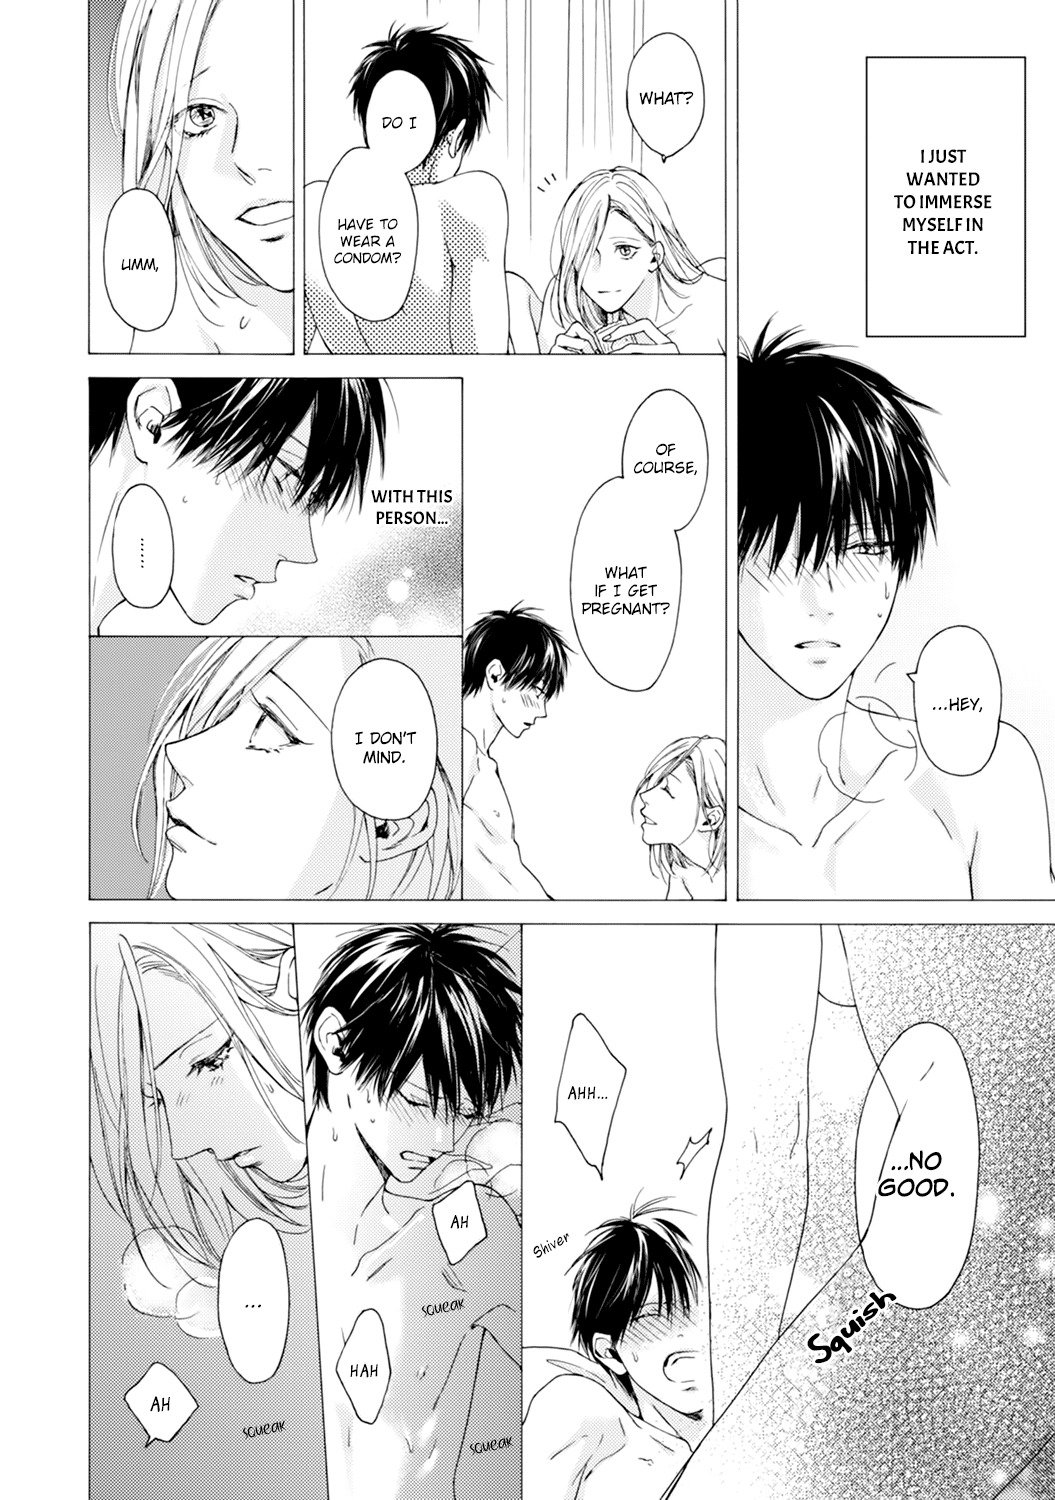 I JUST
WANTED
TO IMMERSE
MYSELF IN
THE ACT.
...HEY,
WHAT?
DO I
HAVE TO
WEAR A
CONDOM?
UMM,
OF
COURSE,
WHAT
IF I GET
PREGNANT?
WITH THIS
PERSON...
.......
I DON'T
MIND.
...NO
GOOD.
Squish
AHH...
Shiver
AH
squeak
HAH
squeak
...
AH
squeak